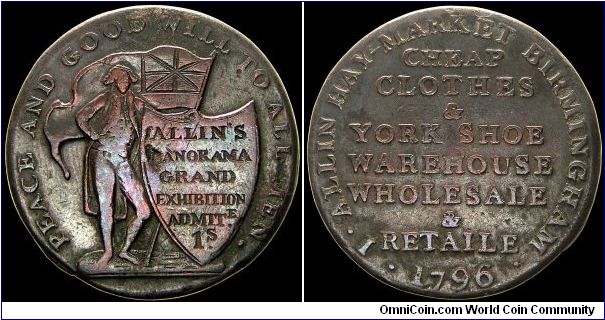 PEACE AND GOOD WILL TO ALL MEN ·
ALLIN'S
PANORAMA
GRAND
EXHIBITION
ADMITᵀᴱ
1ˢ
I · ALLIN HAY-MARKET BIRMINGHAM ·
CHEAP
CLOTHES
&
YORK SHOE
WAREHOUSE
WHOLESALE
&
RETAILE
· 1796 ·
OmniCoin.com World Coin Community